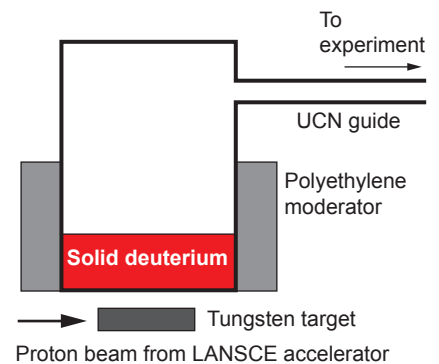 To
experiment
UCN guide
Polyethylene
moderator
Solid deuterium
Tungsten target
Proton beam from LANSCE accelerator